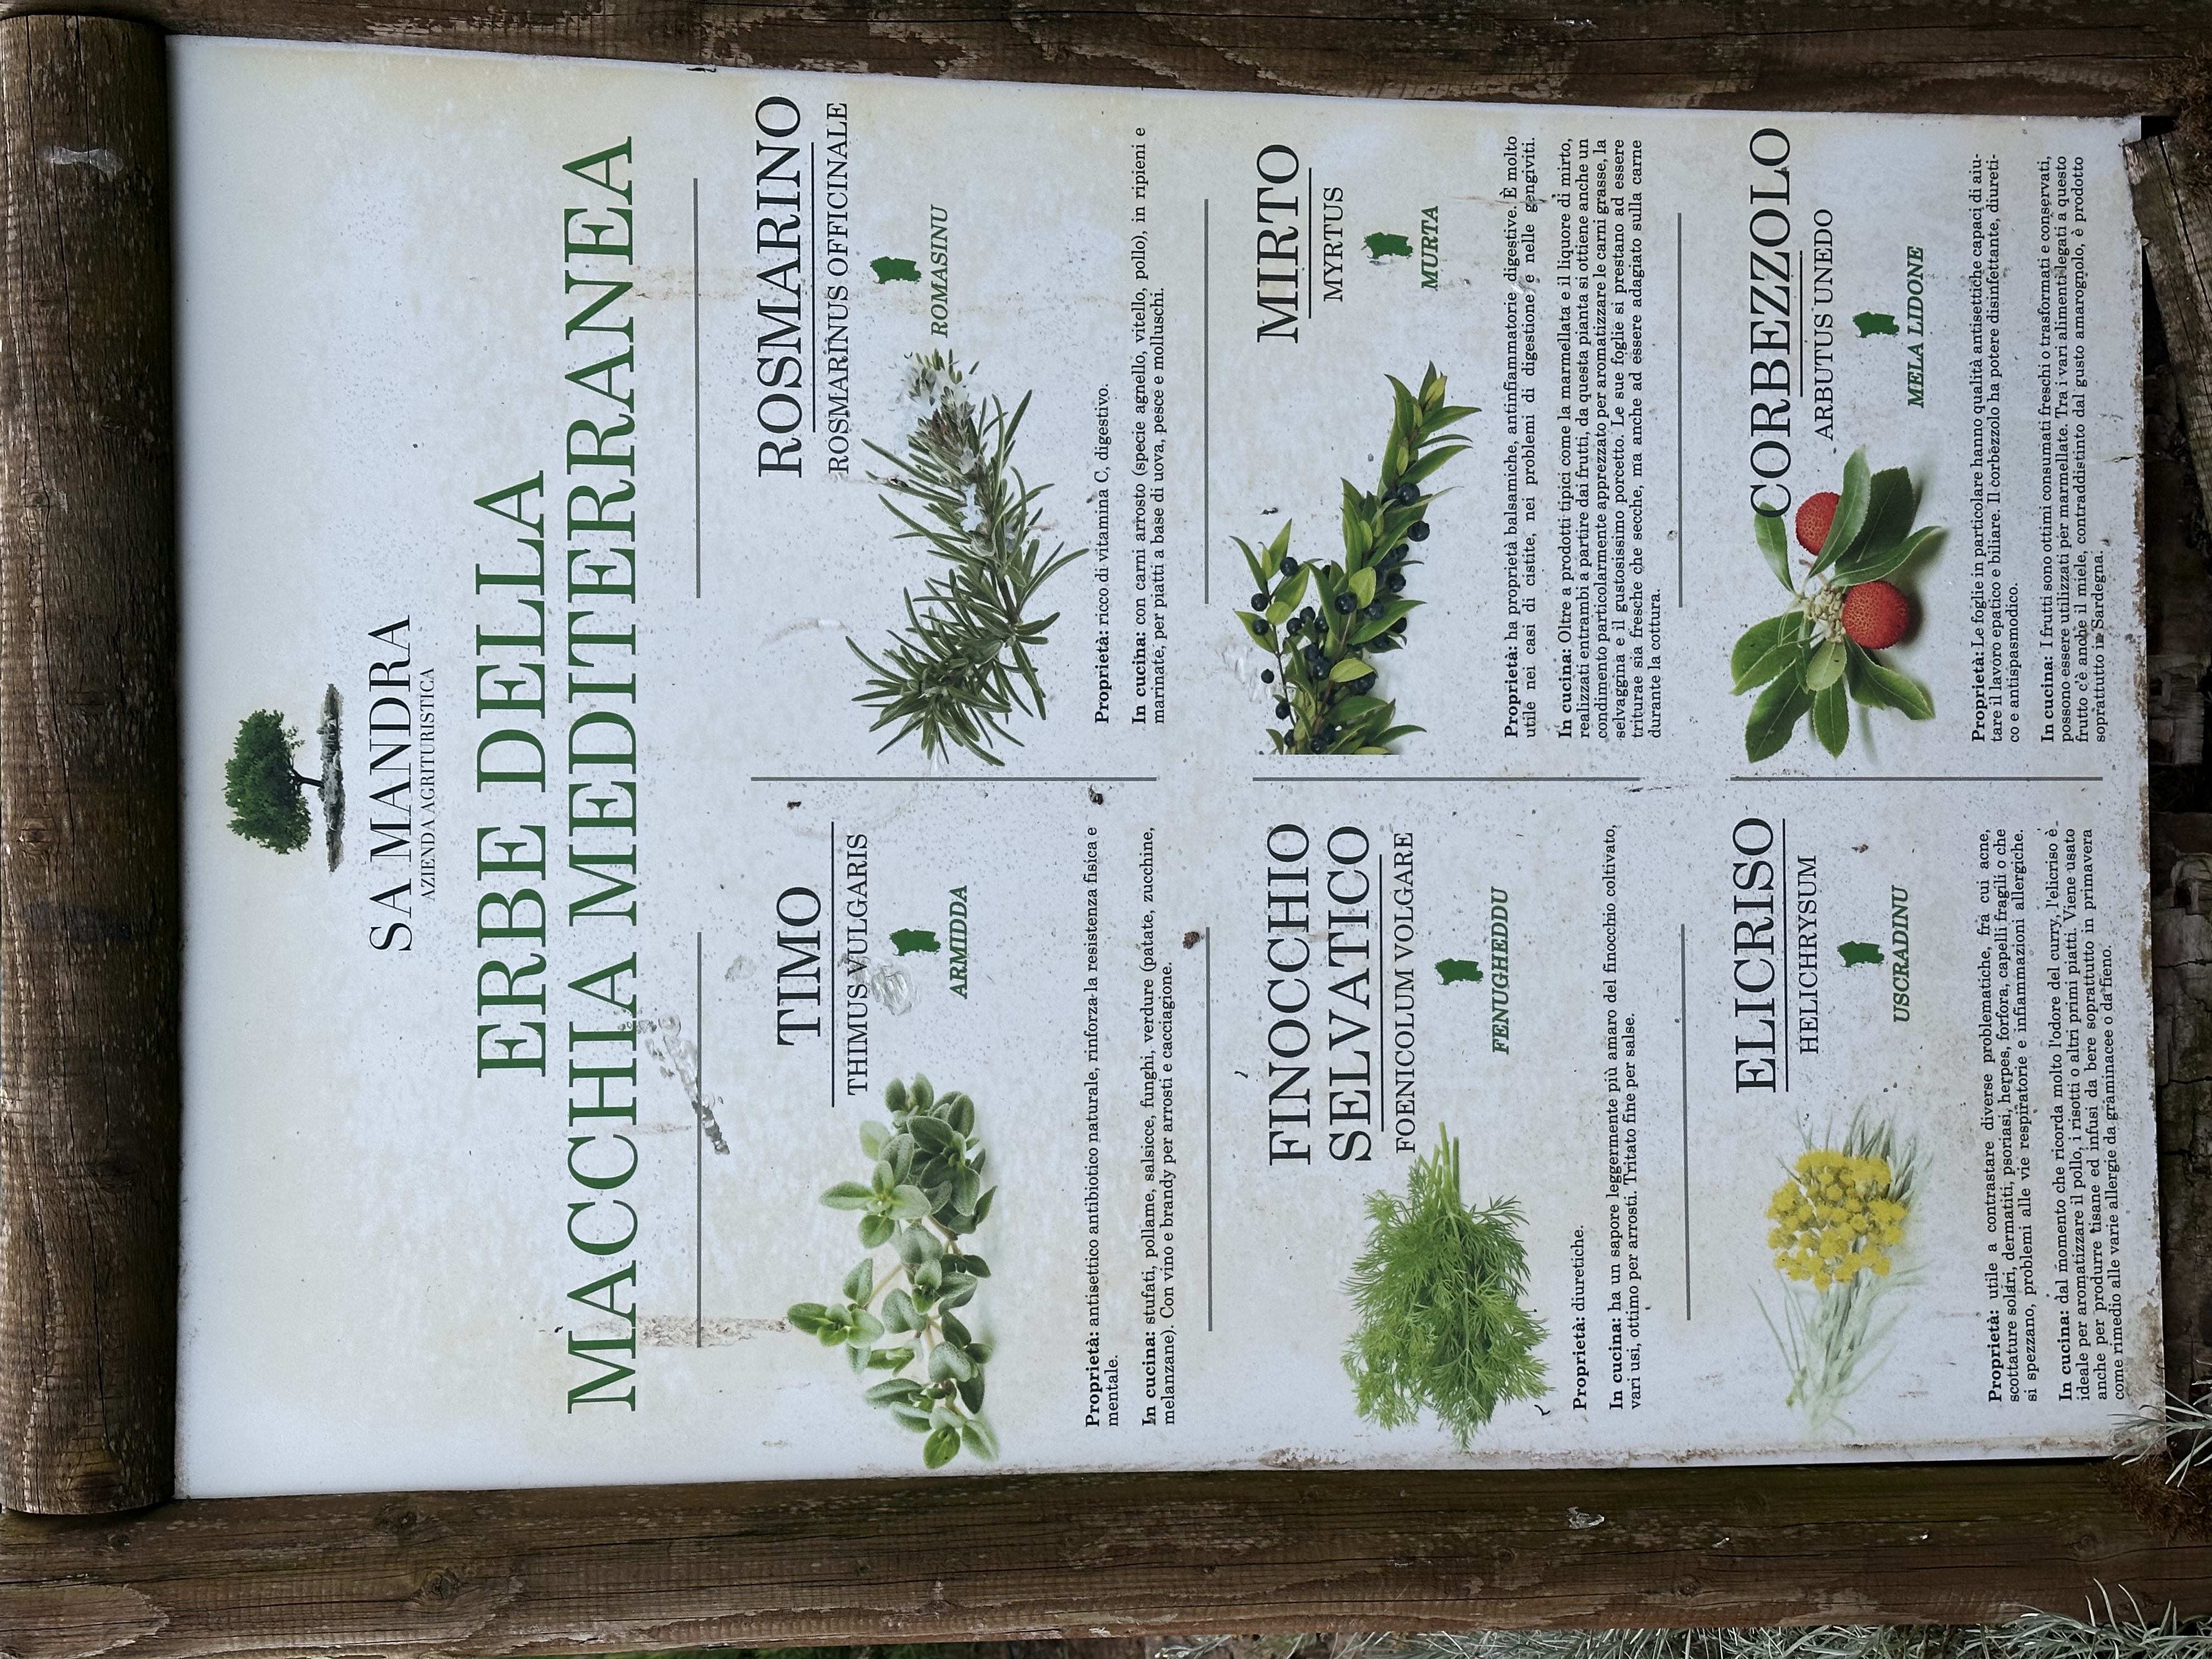 SA MANDRA
AZIENDA AGRITURISTICA
ERBE DELLA
MACCHIA MEDITERRANEA
TIMO
THIMUS VULGARIS
ARMIDDA
Proprietà: antisettico antibiotico naturale, rinforza la resistenza fisica e
mentale.
In cucina: stufati, pollame, salsicce, funghi, verdure (patate, zucchine,
melanzane). Con vino e brandy per arrosti e cacciagione.
ROSMARINO
ROSMARINUS OFFICINALE
ROMASINU
Proprietà: ricco di vitamina C, digestivo.
In cucina: con carni arrosto (specie agnello, vitello, pollo), in ripieni e
marinate, per piatti a base di uova, pesce e molluschi.
FINOCCHIO
SELVATICO
FOENICOLUM VOLGARE
FENUGHEDDU
Proprietà: diuretiche.
In cucina: ha un sapore leggermente più amaro del finocchio coltivato,
vari usi, ottimo per arrosti. Tritato fine per salse.
MIRTO
MYRTUS
MURTA
Proprietà: ha proprietà balsamiche, antinfiammatorie digestive. È molto
utile nei casi di cistite, nei problemi di digestione e nelle gengiviti.
In cucina: Oltre a prodotti tipici come la marmellata e il liquore di mirto,
realizzati entrambi a partire dai frutti, da questa pianta si ottiene anche un
condimento particolarmente apprezzato per aromatizzare le carni grasse, la
selvaggina e il gustosissimo porcetto. Le sue foglie si prestano ad essere
triturae sia fresche che secche, ma anche ad essere adagiato sulla carne
durante la cottura.
ELICRISO
HELICHRYSUM
USCRADINU
Proprietà: utile a contrastare diverse problematiche, fra cui acne,
scottature solari, dermatiti, psoriasi, herpes, forfora, capelli fragili o che
si spezzano, problemi alle vie respiratorie e infiammazioni allergiche.
In cucina: dal momento che ricorda molto l'odore del curry, l'elicriso è
ideale per aromatizzare il pollo, i risotti o altri primi piatti. Viene usato
anche per produrre tisane ed infusi da bere soprattutto in primavera
come rimedio alle varie allergie da graminacee o da fieno.
CORBEZZOLO
ARBUTUS UNEDO
MELA LIDONE
Proprietà: Le foglie in particolare hanno qualità antisettiche capaci di aiu-
tare il lavoro epatico e biliare. Il corbezzolo ha potere disinfettante, diureti-
co e antispasmodico.
In cucina: I frutti sono ottimi consumati freschi o trasformati e conservati,
possono essere utilizzati per marmellate. Tra i vari alimenti legati a questo
frutto c'è anche il miele, contraddistinto dal gusto amarognolo, è prodotto
soprattutto in Sardegna.